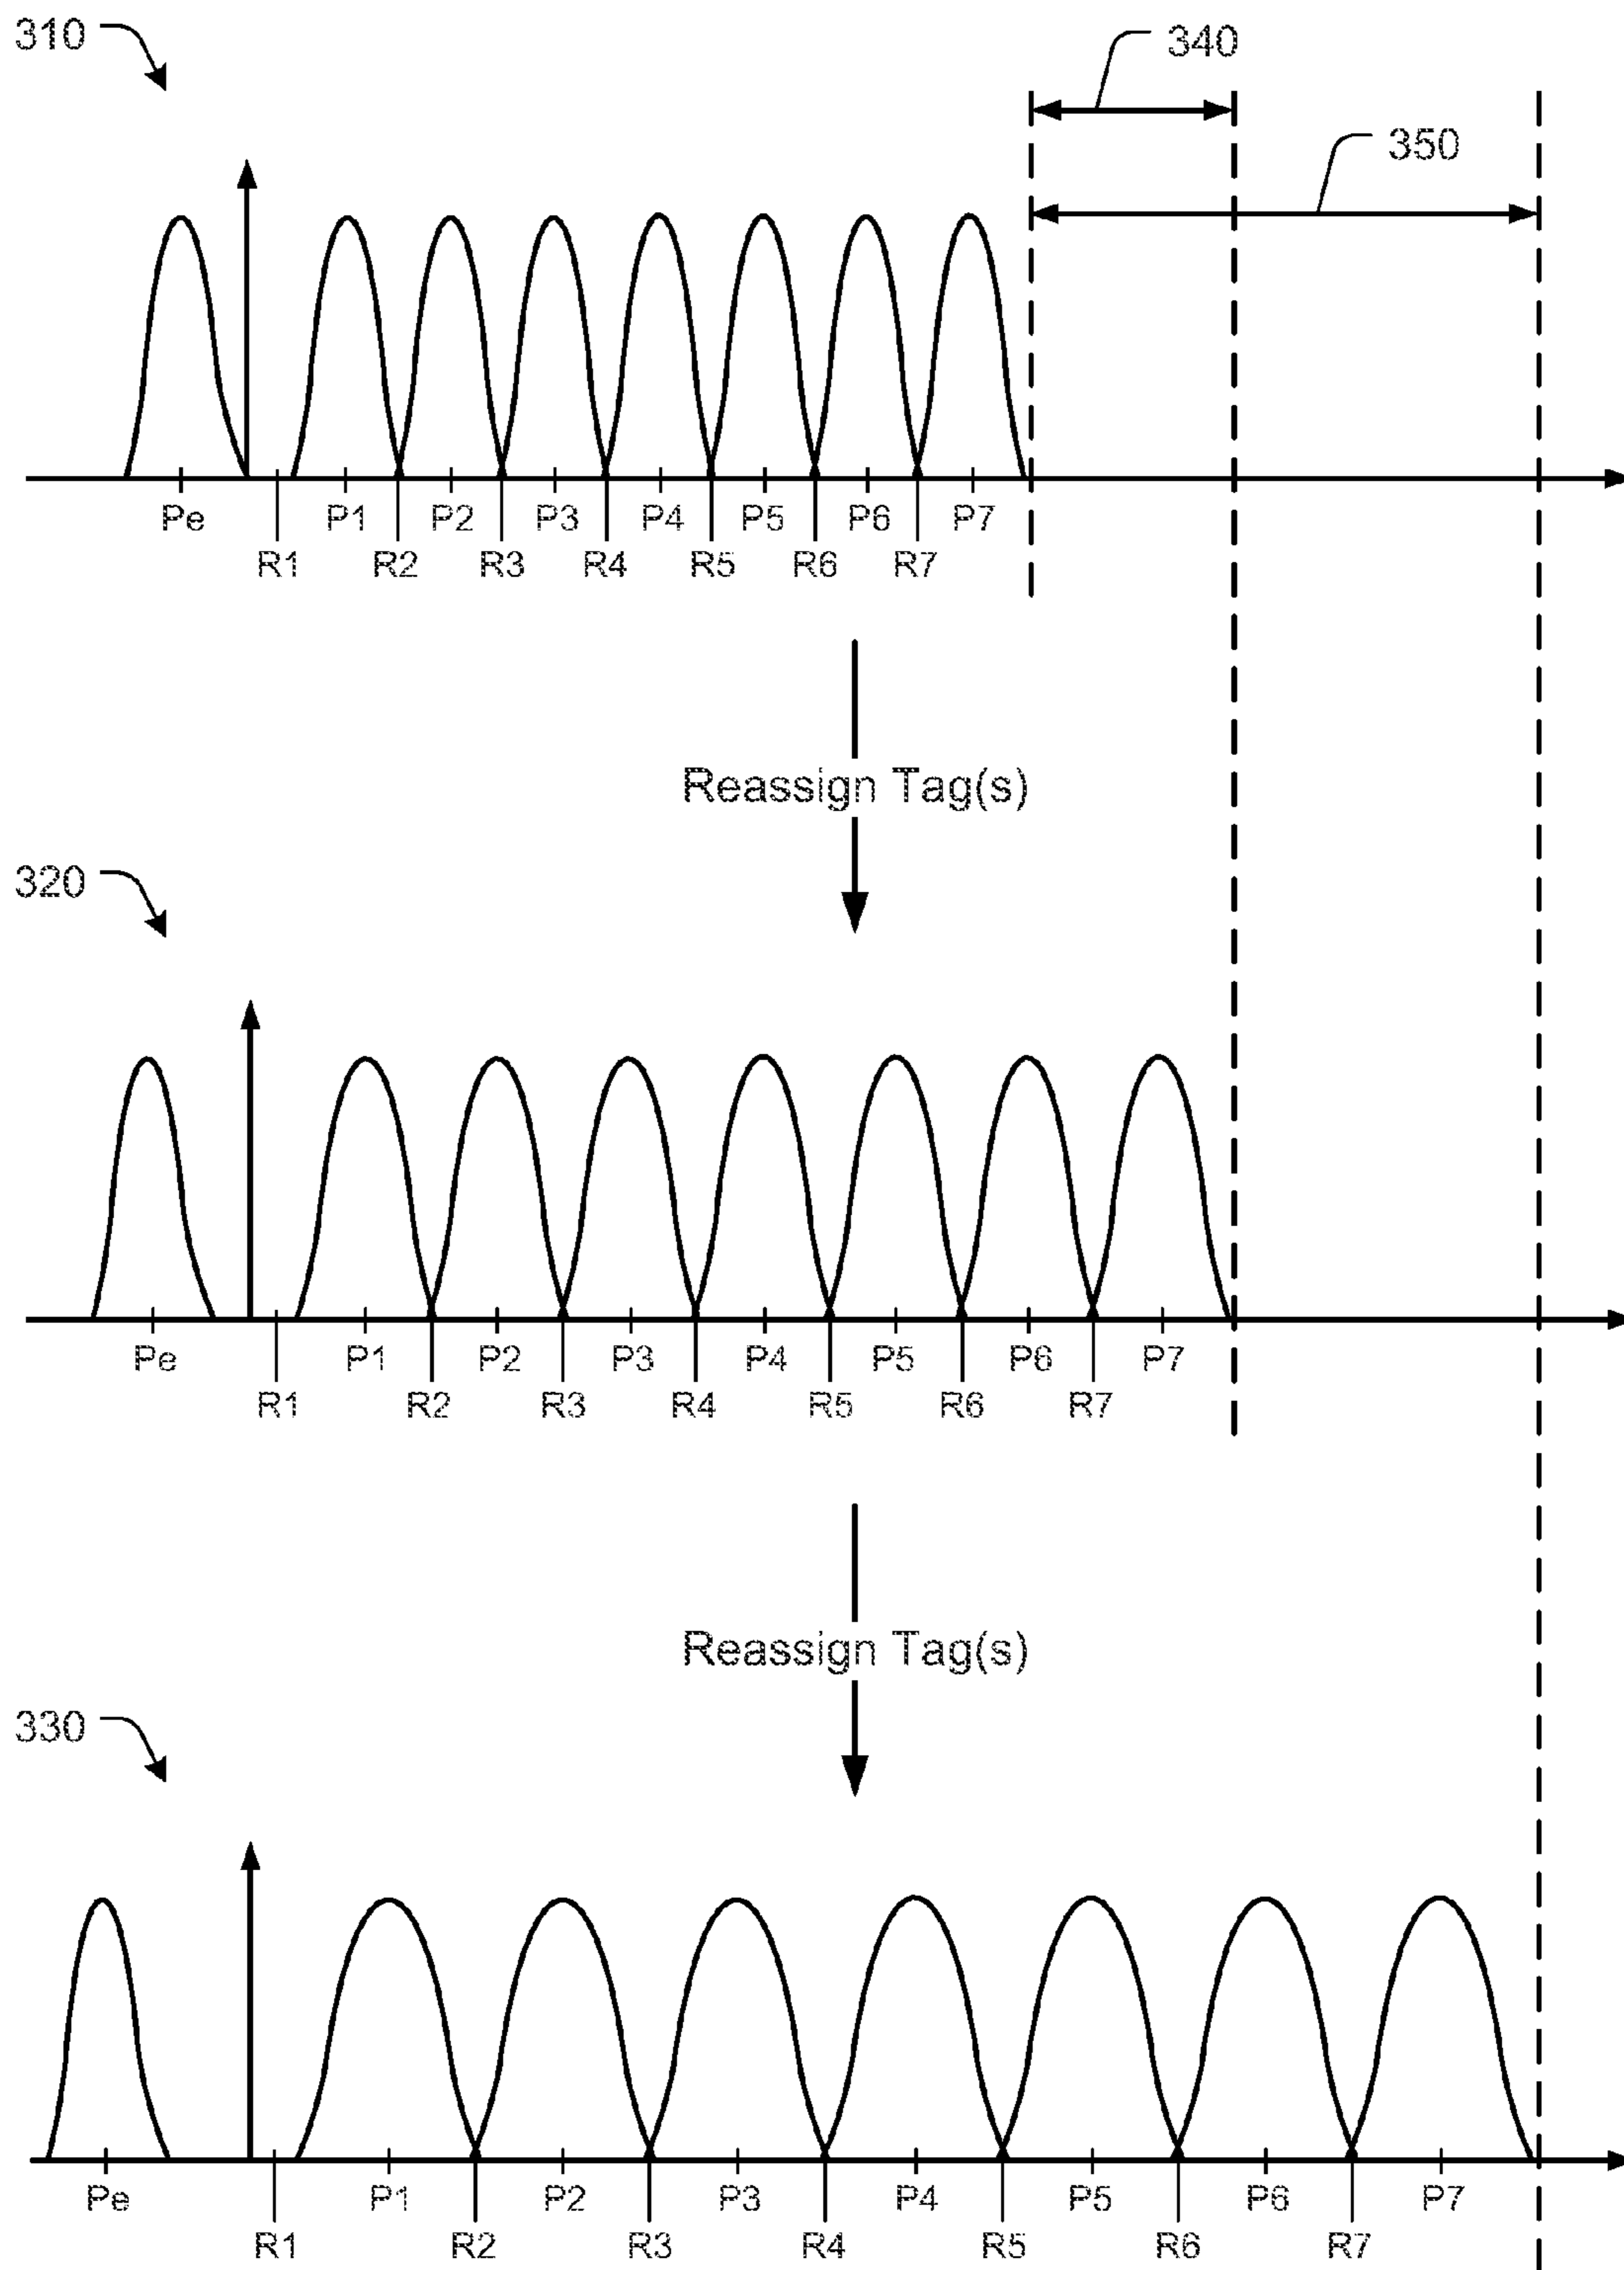 310
340
350
Pe P1 P2 P3 P4 P5 P6 P7
R1 R2 R3 R4 R5 R6 R7
Reassign Tag(s)
320
Pe P1 P2 P3 P4 P5 P6 P7
R1 R2 R3 R4 R5 R6 R7
Reassign Tag(s)
330
Pe P1 P2 P3 P4 P5 P6 P7
R1 R2 R3 R4 R5 R6 R7